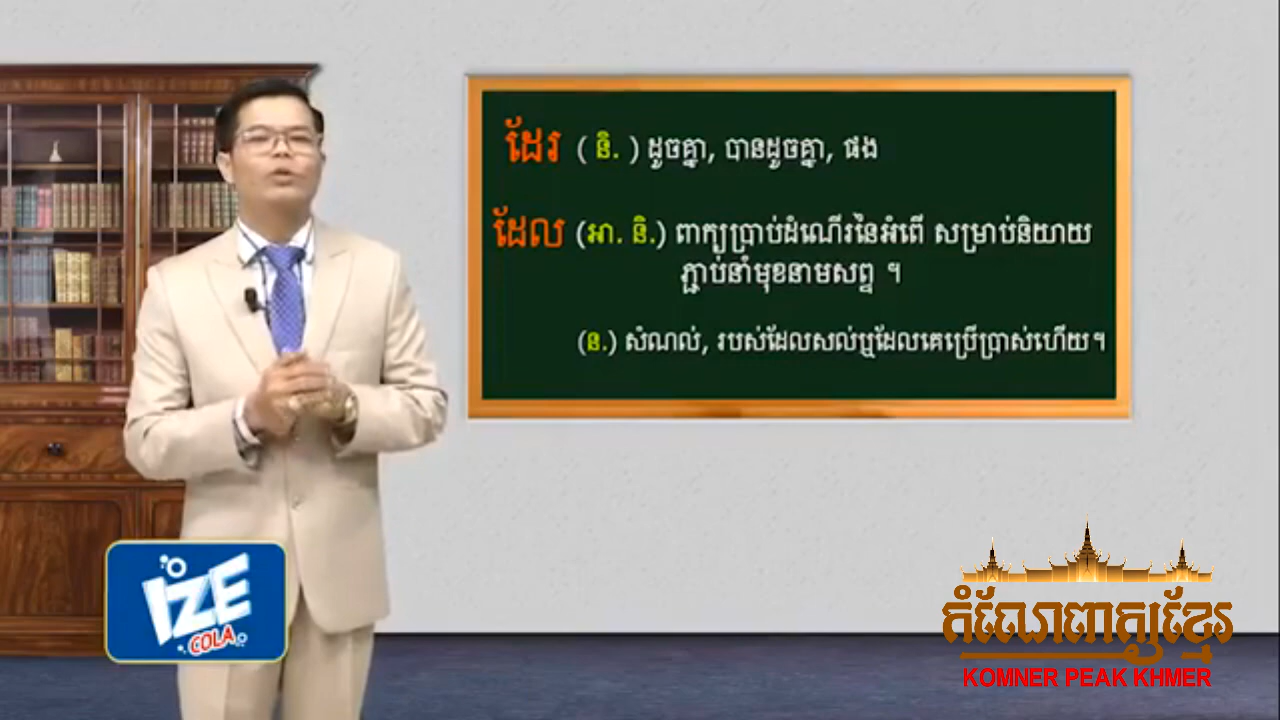 ដែរ ( និ. ) ដូចគ្នា, បានដូចគ្នា, ផង
ដែល (អា. និ.) ពាក្យប្រាប់ដំណើរនៃអំពើ សម្រាប់និយាយ
ភ្ជាប់នាំមុខនាមសព្ទ ។
(ន.) សំណល់, របស់ដែលសល់ឬដែលគេប្រើប្រាស់ហើយ។
IZE
COLA
កំណែពាក្យខ្មែរ
KOMNER PEAK KHMER